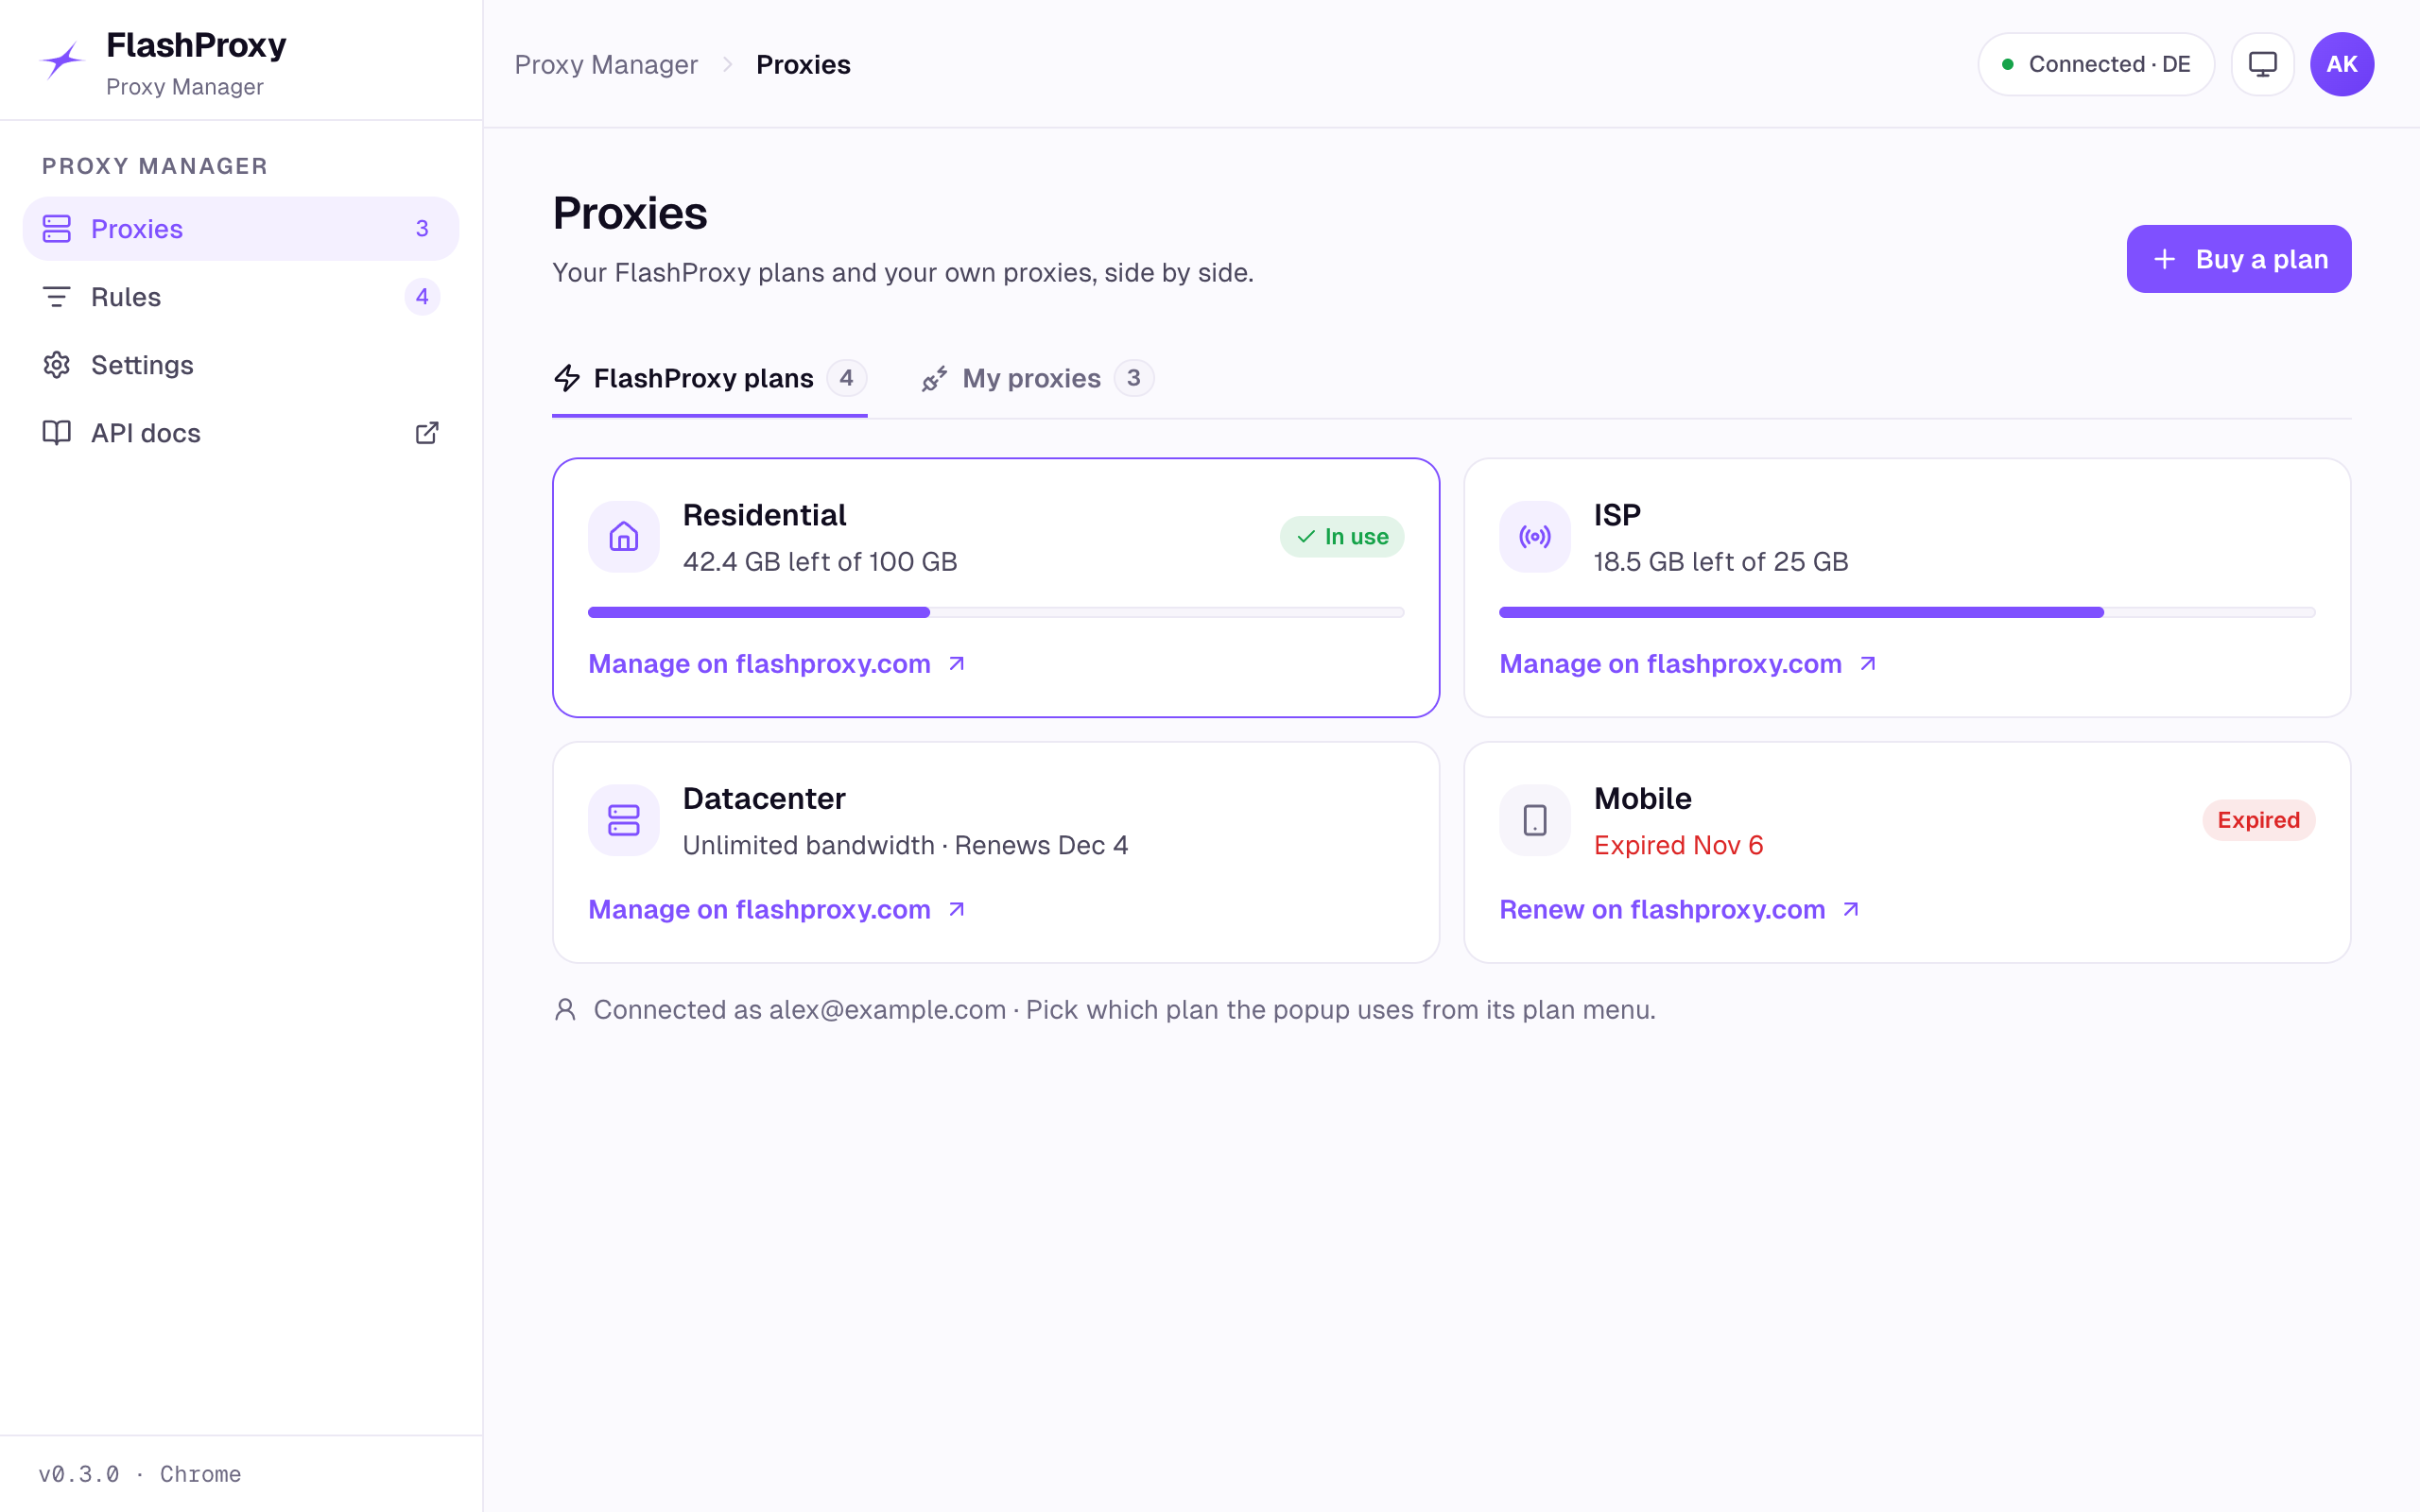 FlashProxy
Proxy Manager
PROXY MANAGER
Proxies 3
Rules 4
Settings
API docs
v0.3.0 · Chrome
Proxy Manager > Proxies
Connected · DE
AK
Proxies
Your FlashProxy plans and your own proxies, side by side.
+ Buy a plan
FlashProxy plans 4
My proxies 3
Residential
42.4 GB left of 100 GB
In use
Manage on flashproxy.com
ISP
18.5 GB left of 25 GB
Manage on flashproxy.com
Datacenter
Unlimited bandwidth · Renews Dec 4
Manage on flashproxy.com
Mobile
Expired Nov 6
Expired
Renew on flashproxy.com
Connected as alex@example.com · Pick which plan the popup uses from its plan menu.